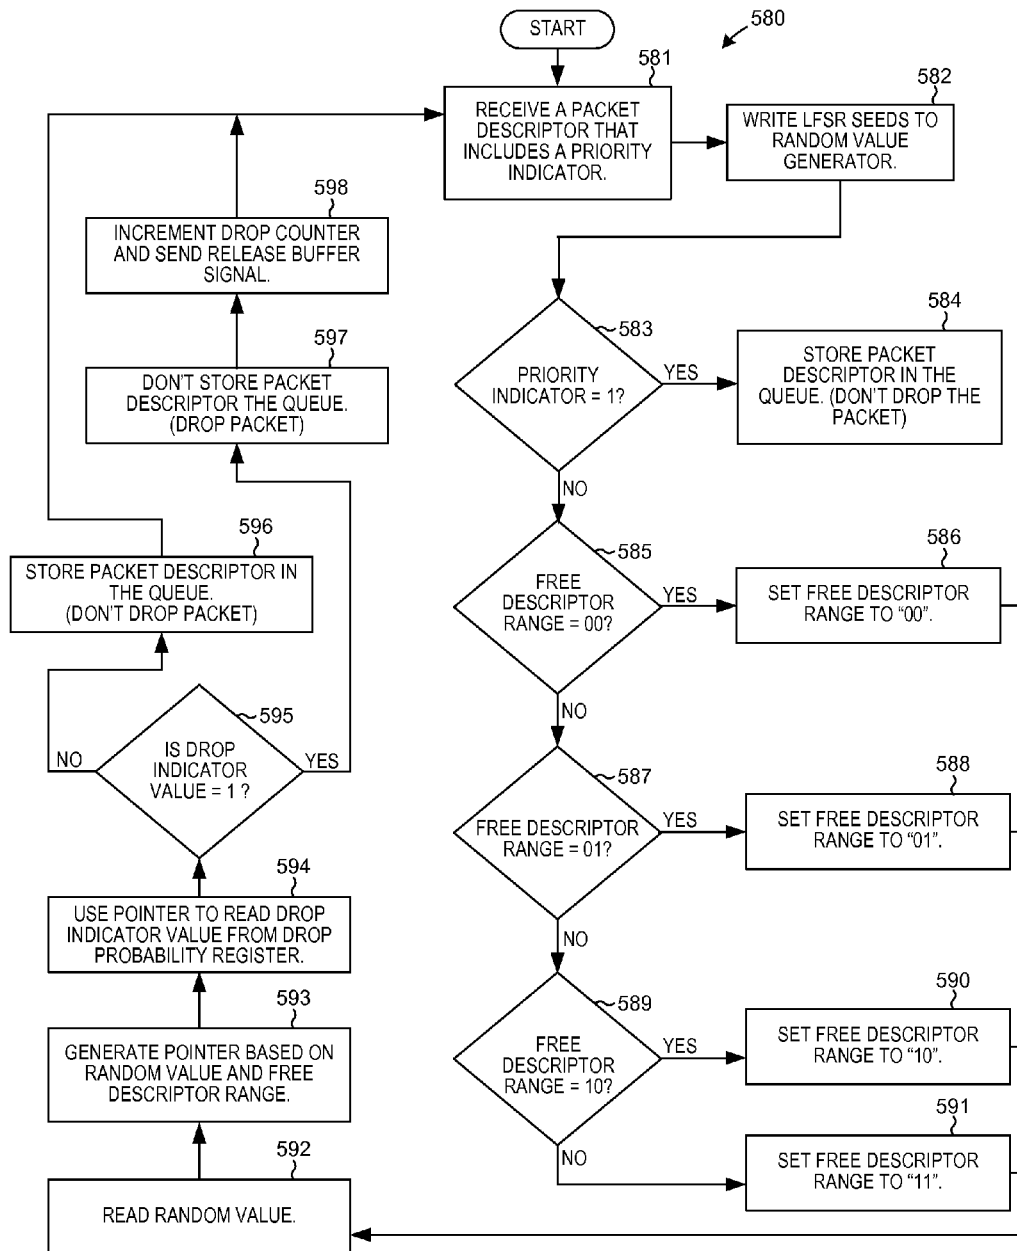 START
580
581
RECEIVE A PACKET
DESCRIPTOR THAT
INCLUDES A PRIORITY
INDICATOR.
582
WRITE LFSR SEEDS TO
RANDOM VALUE
GENERATOR.
583
PRIORITY
INDICATOR = 1?
YES
NO
584
STORE PACKET
DESCRIPTOR IN THE
QUEUE. (DON'T DROP THE
PACKET)
585
FREE
DESCRIPTOR
RANGE = 00?
YES
NO
586
SET FREE DESCRIPTOR
RANGE TO “00”.
587
FREE DESCRIPTOR
RANGE = 01?
YES
NO
588
SET FREE DESCRIPTOR
RANGE TO “01”.
589
FREE
DESCRIPTOR
RANGE = 10?
YES
NO
590
SET FREE DESCRIPTOR
RANGE TO “10”.
591
SET FREE DESCRIPTOR
RANGE TO “11”.
592
READ RANDOM VALUE.
593
GENERATE POINTER BASED ON
RANDOM VALUE AND FREE
DESCRIPTOR RANGE.
594
USE POINTER TO READ DROP
INDICATOR VALUE FROM DROP
PROBABILITY REGISTER.
595
IS DROP
INDICATOR
VALUE = 1 ?
NO
YES
596
STORE PACKET DESCRIPTOR IN
THE QUEUE.
(DON'T DROP PACKET)
597
DON'T STORE PACKET
DESCRIPTOR THE QUEUE.
(DROP PACKET)
598
INCREMENT DROP COUNTER
AND SEND RELEASE BUFFER
SIGNAL.